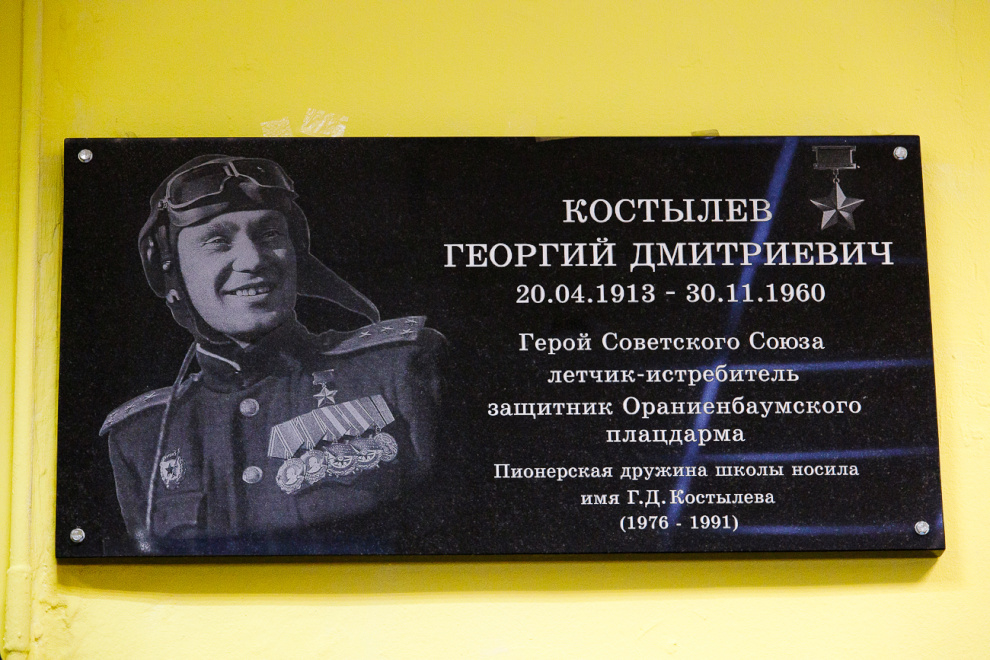 КОСТЫЛЕВ
ГЕОРГИЙ ДМИТРИЕВИЧ
20.04.1913 - 30.11.1960
Герой Советского Союза
летчик-истребитель
защитник Ораниенбаумского
плацдарма
Пионерская дружина школы носила
имя Г.Д. Костылева
(1976 - 1991)